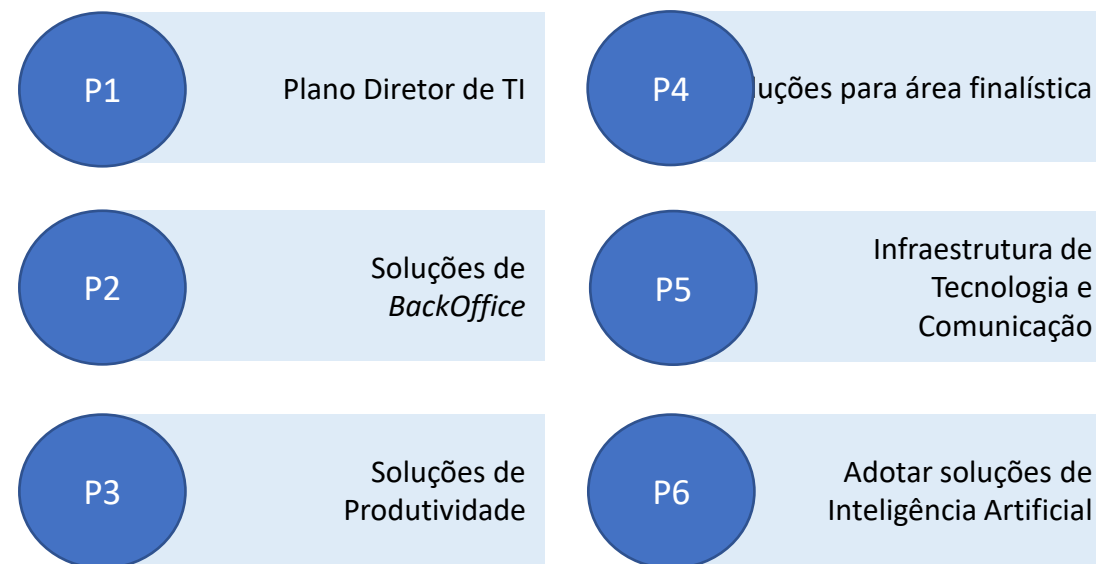 P1
Plano Diretor de TI
P2
Soluções de
BackOffice
P3
Soluções de
Produtividade
P4
luções para área finalística
P5
Infraestrutura de
Tecnologia e
Comunicação
P6
Adotar soluções de
Inteligência Artificial